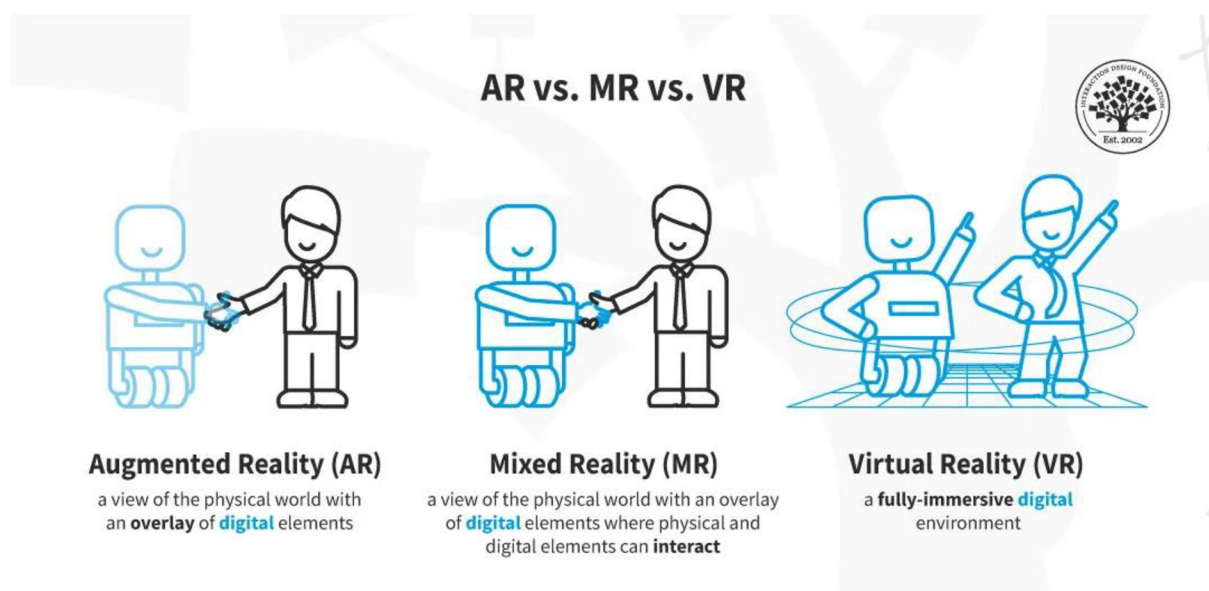 AR vs. MR vs. VR
INTERACTION DESIGN FOUNDATION
Est. 2002
Augmented Reality (AR)
a view of the physical world with
an overlay of digital elements
Mixed Reality (MR)
a view of the physical world with an overlay
of digital elements where physical and
digital elements can interact
Virtual Reality (VR)
a fully-immersive digital
environment